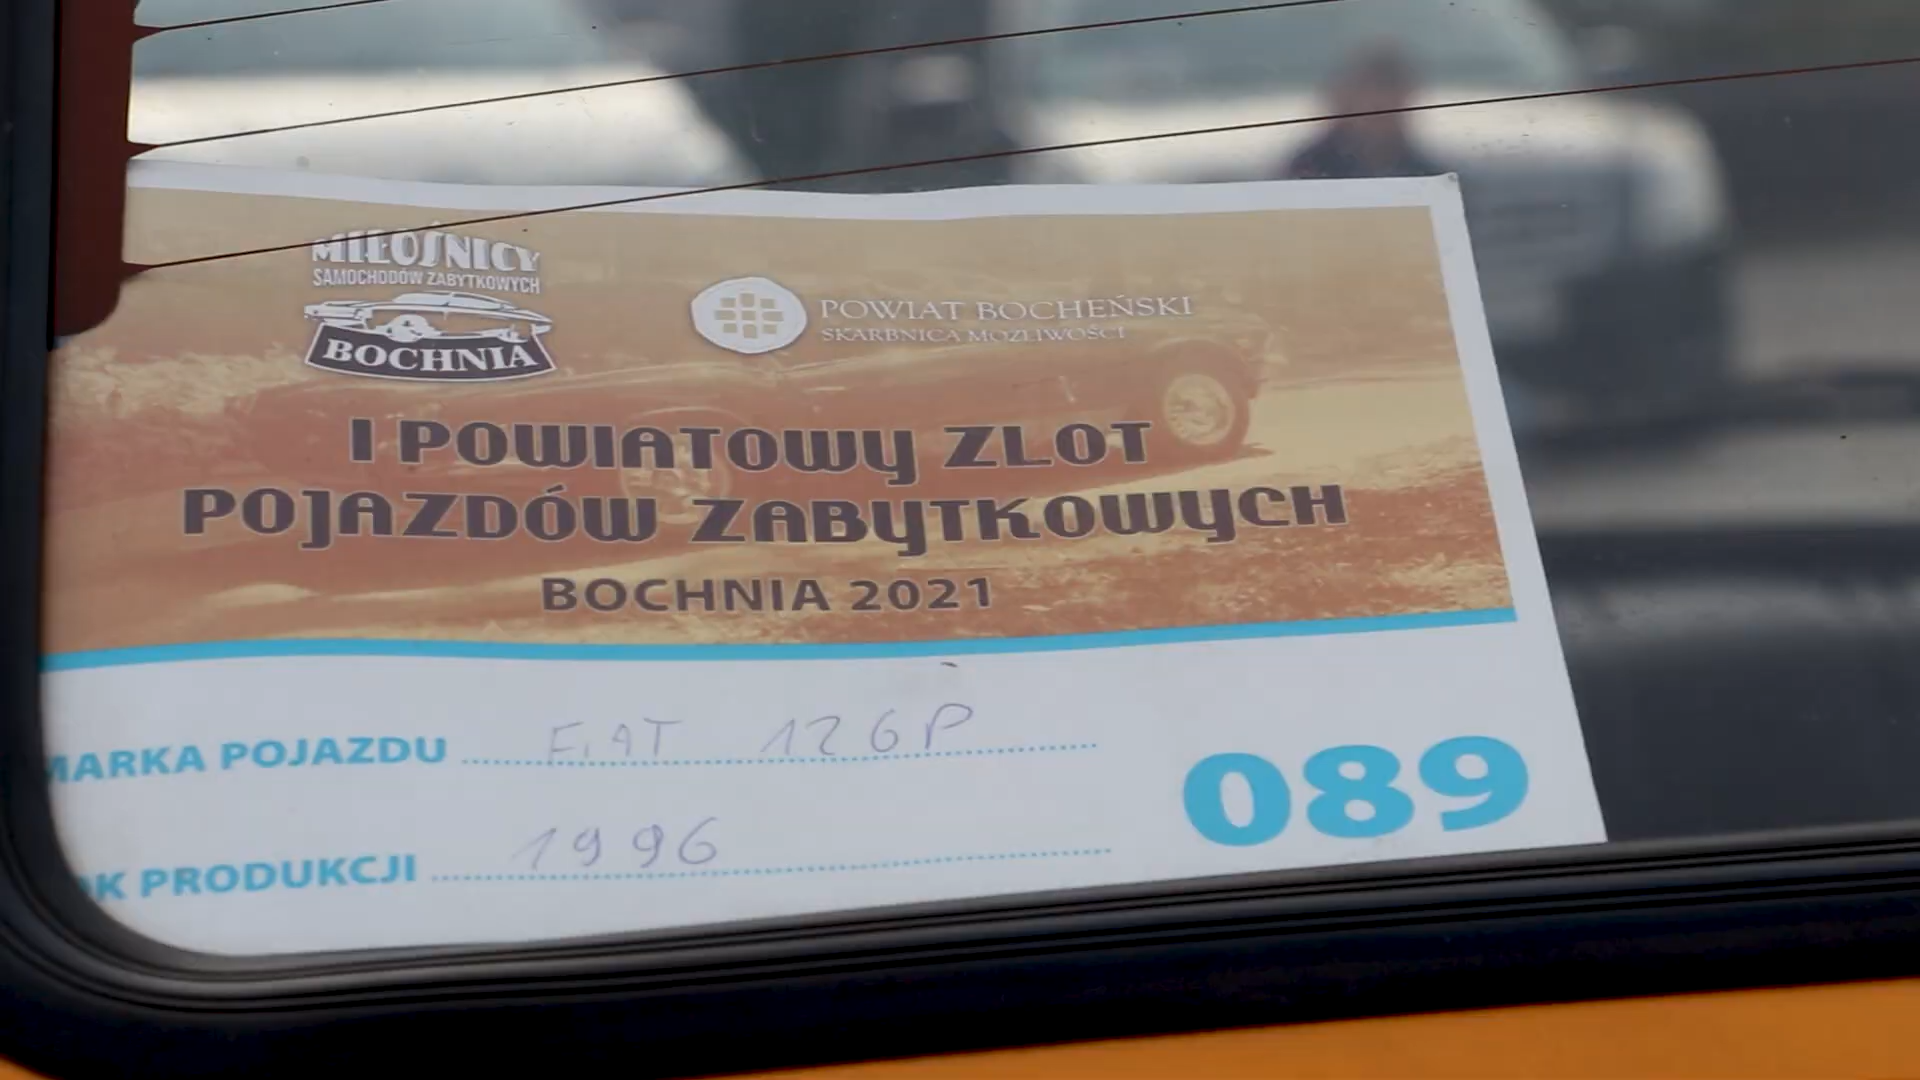 MIŁOŚNICY
SAMOCHODÓW ZABYTKOWYCH
BOCHNIA
POWIAT BOCHEŃSKI
SKARBNICA MOŻLIWOŚCI
I POWIATOWY ZLOT
POJAZDÓW ZABYTKOWYCH
BOCHNIA 2021
MARKA POJAZDU FIAT 126P
OK PRODUKCJI 1996
089